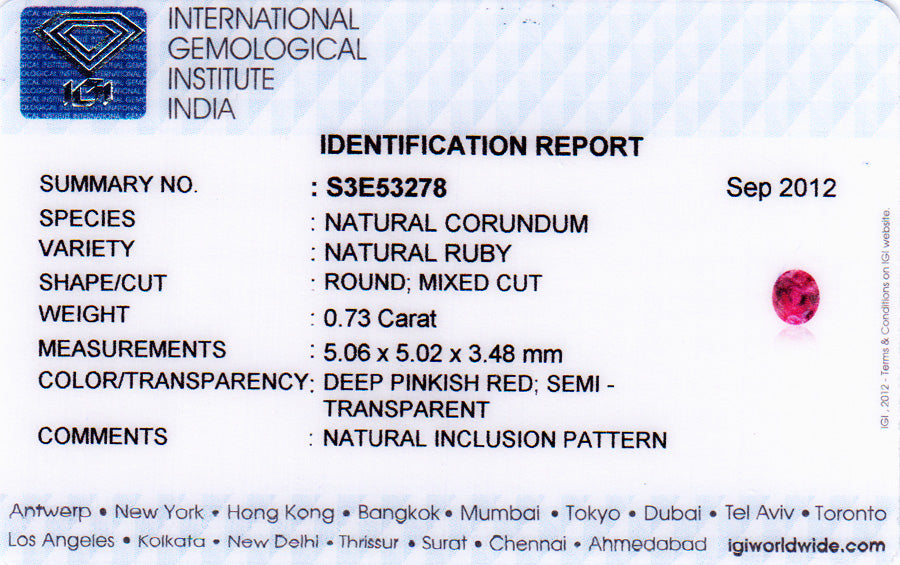 INTERNATIONAL
GEMOLOGICAL
INSTITUTE
INDIA
IGI
IDENTIFICATION REPORT
SUMMARY NO. : S3E53278 Sep 2012
SPECIES : NATURAL CORUNDUM
VARIETY : NATURAL RUBY
SHAPE/CUT : ROUND; MIXED CUT
WEIGHT : 0.73 Carat
MEASUREMENTS : 5.06 x 5.02 x 3.48 mm
COLOR/TRANSPARENCY: DEEP PINKISH RED; SEMI -
TRANSPARENT
COMMENTS : NATURAL INCLUSION PATTERN
IGI, 2012 - Terms & Conditions on IGI website.
Antwerp • New York • Hong Kong • Bangkok • Mumbai • Tokyo • Dubai • Tel Aviv • Toronto
Los Angeles • Kolkata • New Delhi • Thrissur • Surat • Chennai • Ahmedabad igiworldwide.com